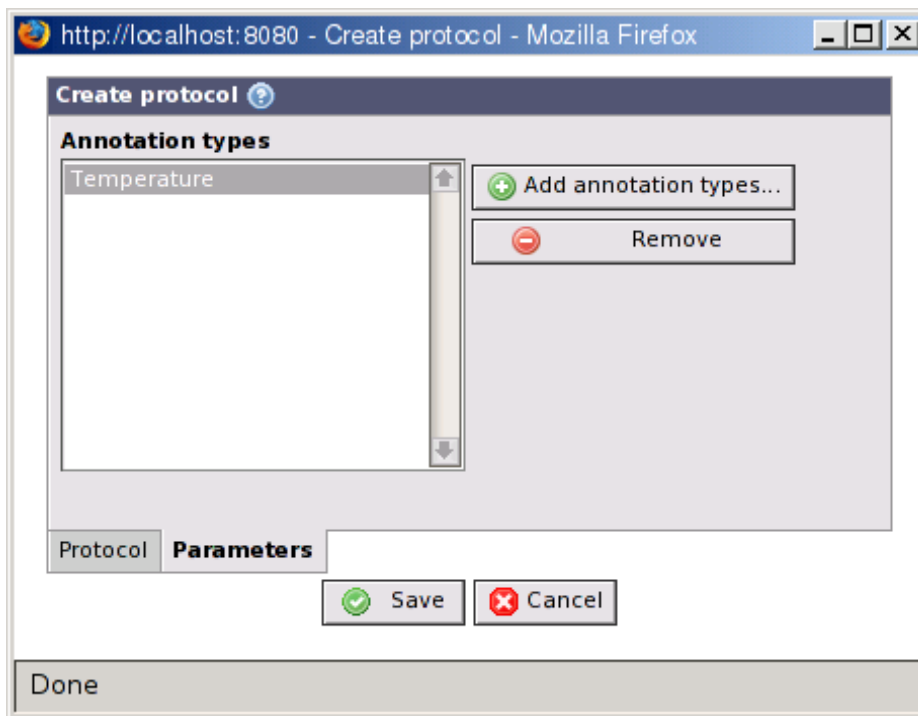 http://localhost:8080 - Create protocol - Mozilla Firefox
Create protocol ?
Annotation types
Temperature
Add annotation types...
Remove
Protocol Parameters
Save Cancel
Done